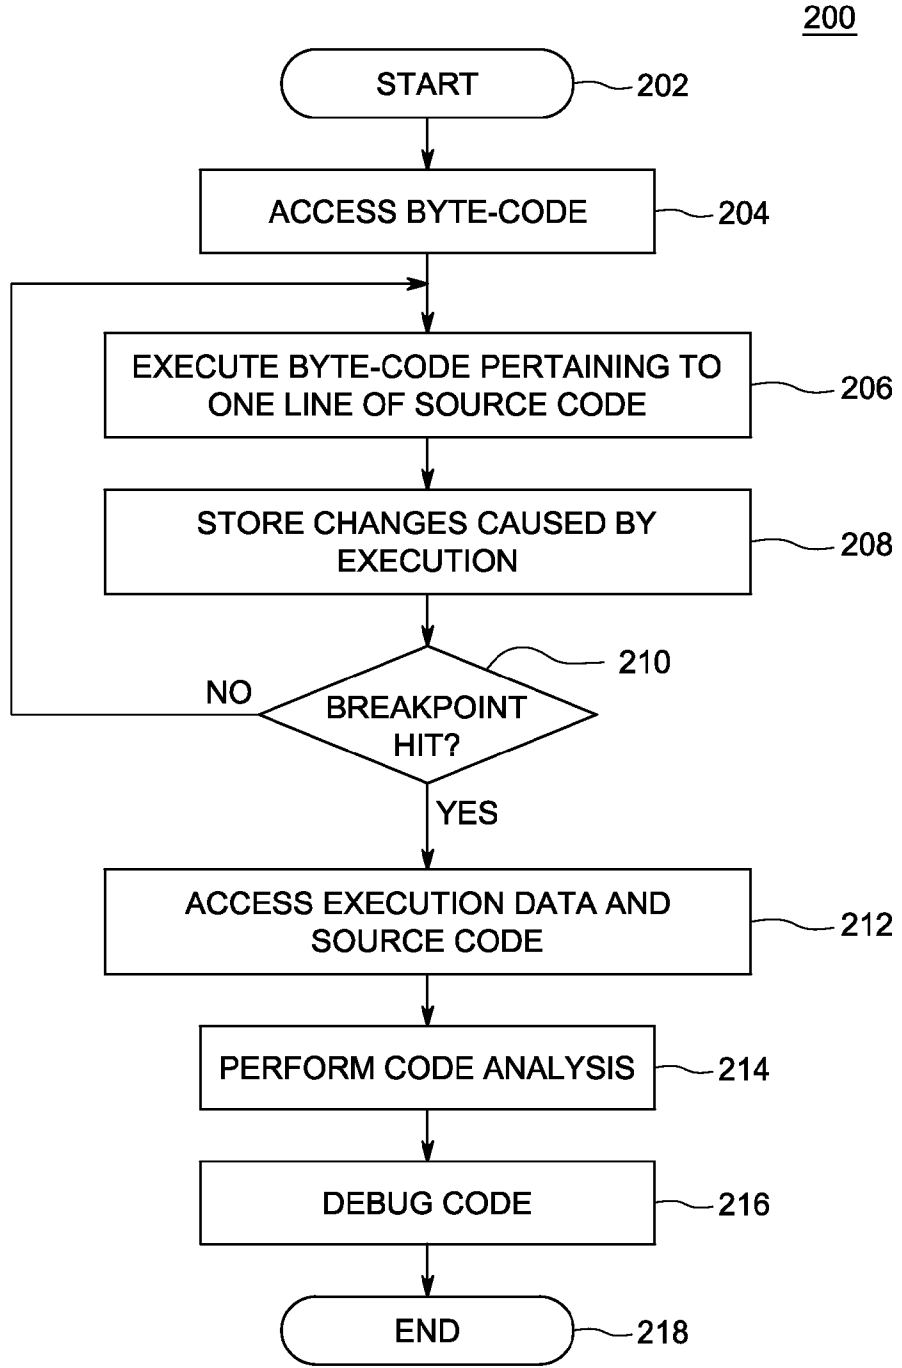 200
START
202
ACCESS BYTE-CODE
204
EXECUTE BYTE-CODE PERTAINING TO
ONE LINE OF SOURCE CODE
206
STORE CHANGES CAUSED BY
EXECUTION
208
210
NO
BREAKPOINT
HIT?
YES
ACCESS EXECUTION DATA AND
SOURCE CODE
212
PERFORM CODE ANALYSIS
214
DEBUG CODE
216
END
218